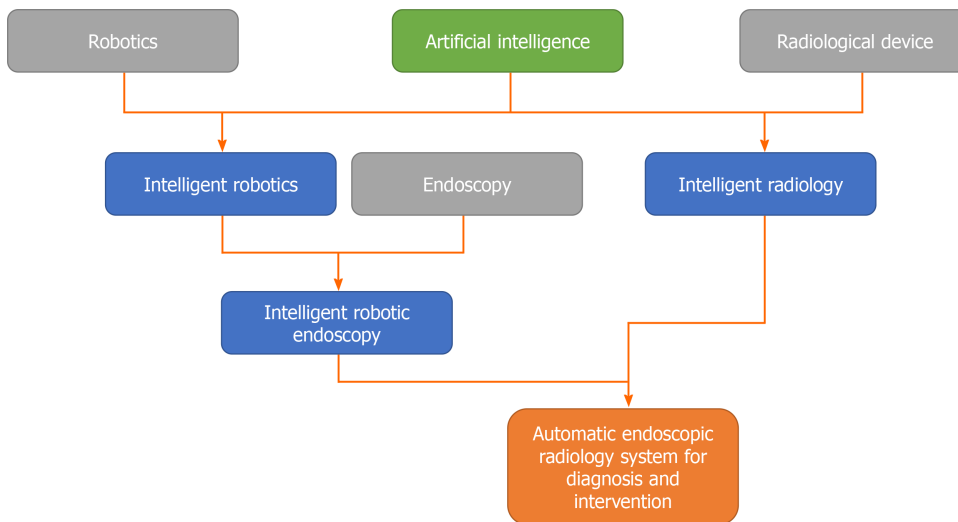 Robotics
Artificial intelligence
Radiological device
Intelligent robotics
Endoscopy
Intelligent radiology
Intelligent robotic
endoscopy
Automatic endoscopic
radiology system for
diagnosis and
intervention